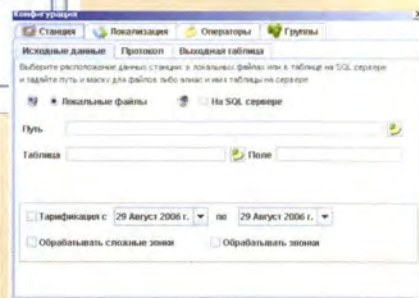 Конфигурация
Станция Локализация Операторы Группы
Исходные данные Протокол Выходная таблица
Выберите расположение данных станции: в локальных файлах или в таблице на SQL сервере
и задайте путь и маску для файлов либо алиас и имя таблицы на сервере
Локальные файлы На SQL сервере
Путь
Таблица Поле
Тарификация с 29 Август 2006 г. по 29 Август 2006 г.
Обрабатывать сложные зонки Обрабатывать звонки